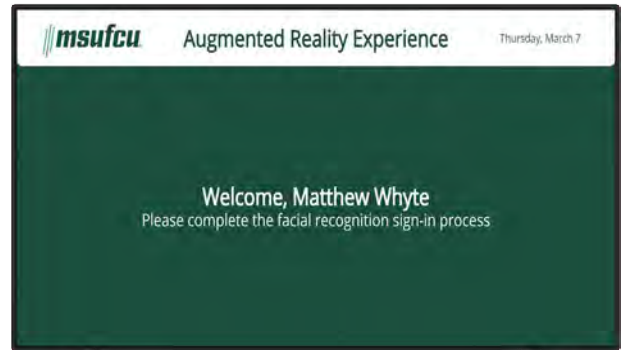 msufcu Augmented Reality Experience Thursday, March 7
Welcome, Matthew Whyte
Please complete the facial recognition sign-in process